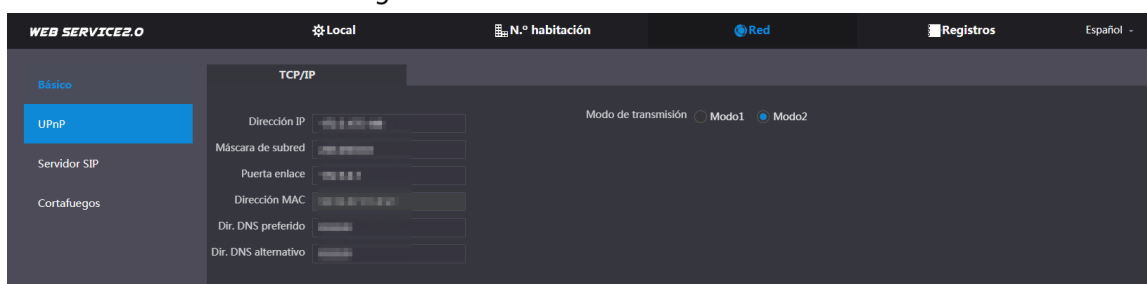 WEB SERVICE2.0 Local N.º habitación Red Registros Español
Básico
UPnP
Servidor SIP
Cortafuegos
TCP/IP
Dirección IP
Máscara de subred
Puerta enlace
Dirección MAC
Dir. DNS preferido
Dir. DNS alternativo
Modo de transmisión Modo1 Modo2